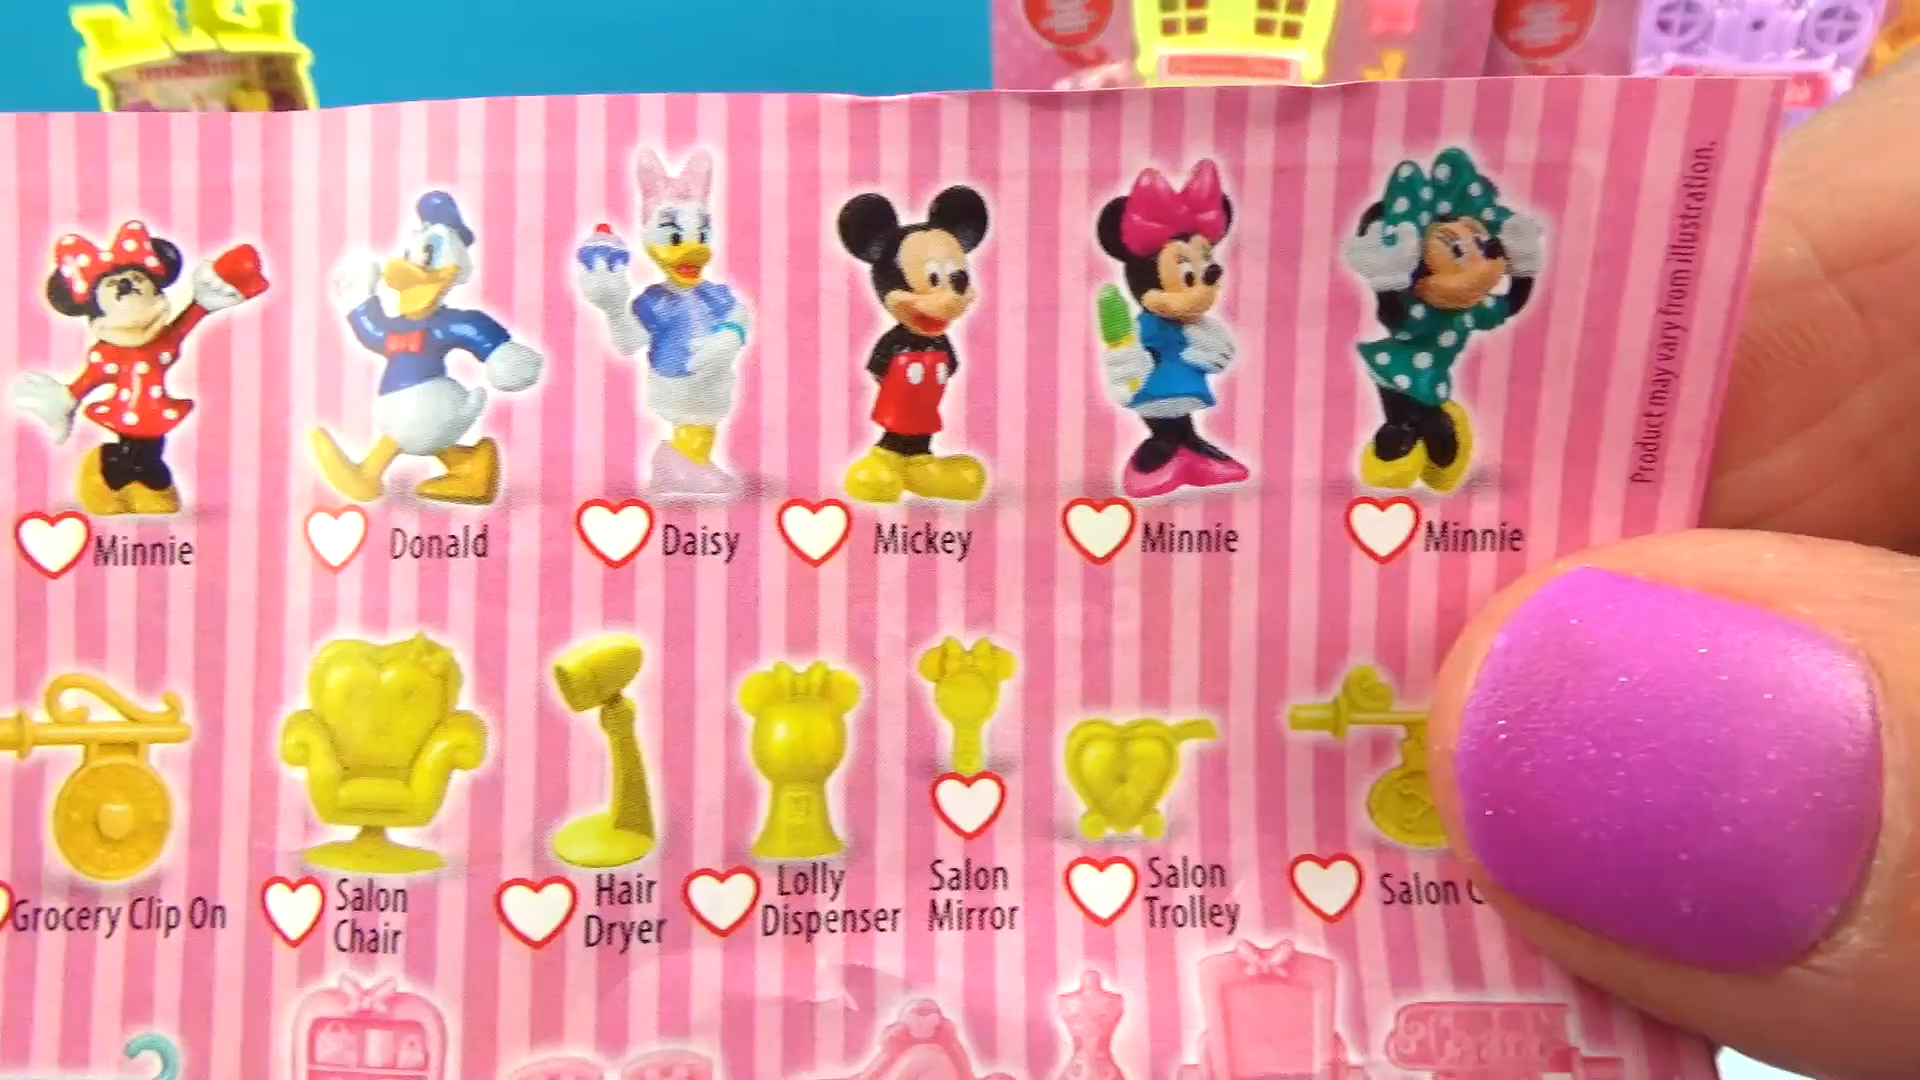 Minnie
Donald
Daisy
Mickey
Minnie
Minnie
Product may vary from illustration.
Grocery Clip On
Salon
Chair
Hair
Dryer
Lolly
Dispenser
Salon
Mirror
Salon
Trolley
Salon